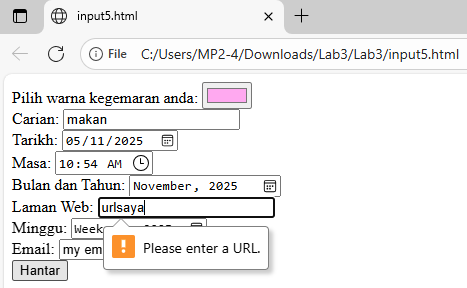 input5.html
File C:/Users/MP2-4/Downloads/Lab3/Lab3/input5.html
Pilih warna kegemaran anda:
Carian: makan
Tarikh: 05/11/2025
Masa: 10:54 AM
Bulan dan Tahun: November, 2025
Laman Web: urlsaya
Minggu: Week 2025
Please enter a URL.
Email: my em
Hantar